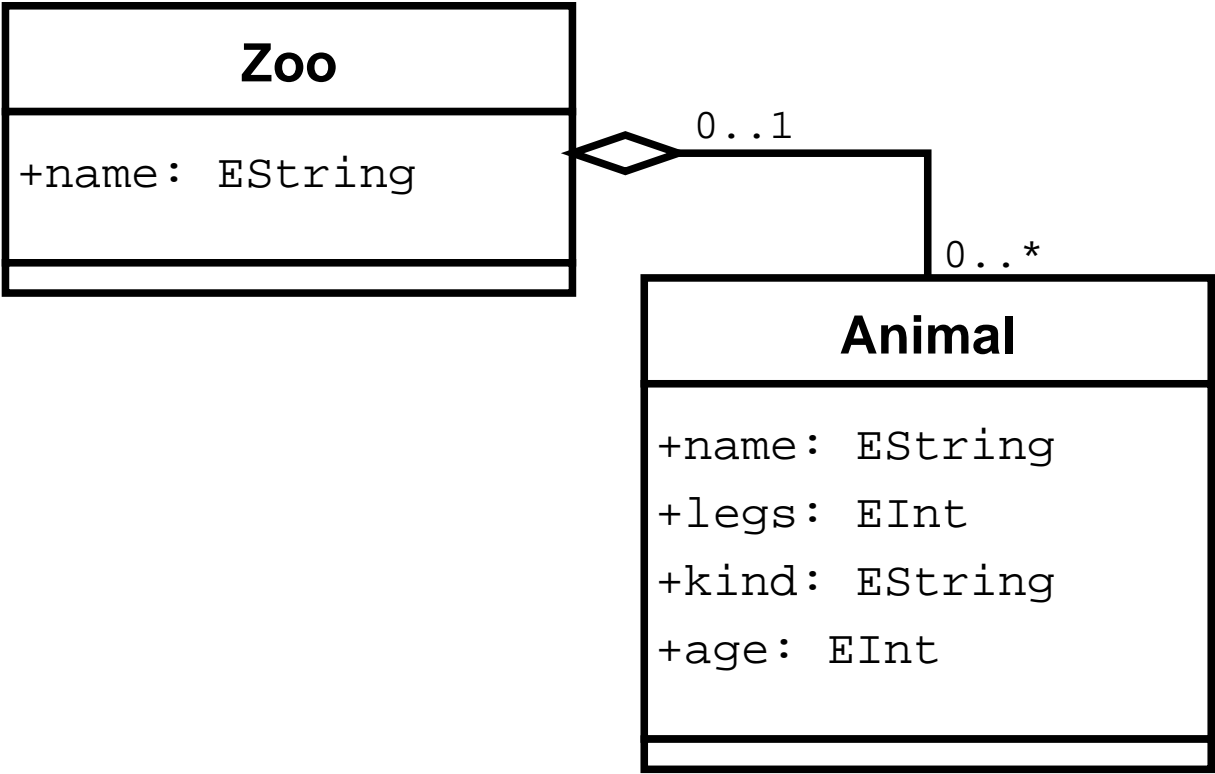 Zoo
+name: EString
0..1
0..*
Animal
+name: EString
+legs: EInt
+kind: EString
+age: EInt